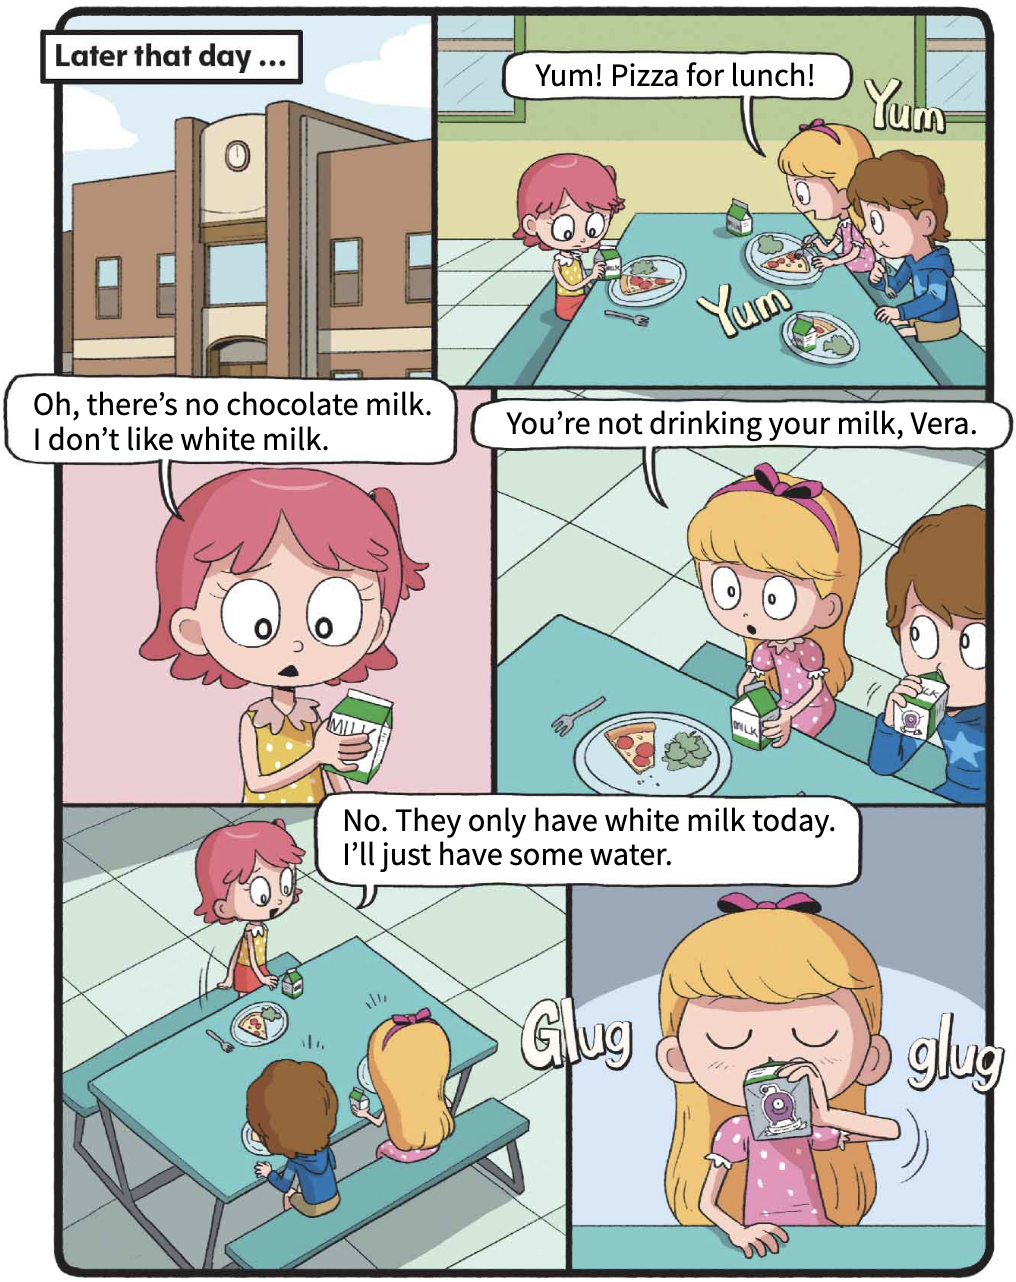 Later that day ...
Yum! Pizza for lunch!
Yum
MILK
Yum
Oh, there's no chocolate milk.
I don't like white milk.
MILK
You're not drinking your milk, Vera.
MILK
MILK
No. They only have white milk today.
I'll just have some water.
Glug
glug